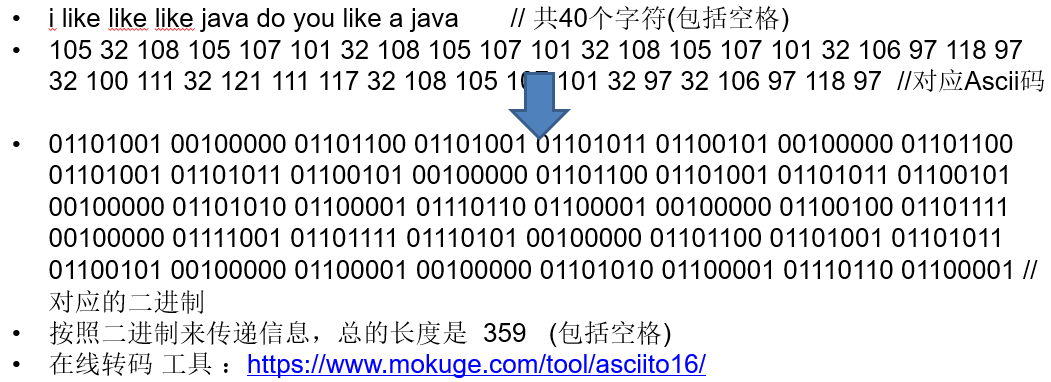 • i like like like java do you like a java // 共40个字符(包括空格)
• 105 32 108 105 107 101 32 108 105 107 101 32 108 105 107 101 32 106 97 118 97
32 100 111 32 121 111 117 32 108 105 101 32 97 32 106 97 118 97 //对应Ascii码
• 01101001 00100000 01101100 01101001 01101011 01100101 00100000 01101100
01101001 01101011 01100101 00100000 01101100 01101001 01101011 01100101
00100000 01101010 01100001 01110110 01100001 00100000 01100100 01101111
00100000 01111001 01101111 01110101 00100000 01101100 01101001 01101011
01100101 00100000 01100001 00100000 01101010 01100001 01110110 01100001 //
对应的二进制
• 按照二进制来传递信息，总的长度是 359 (包括空格)
• 在线转码 工具 ：https://www.mokuge.com/tool/asciito16/